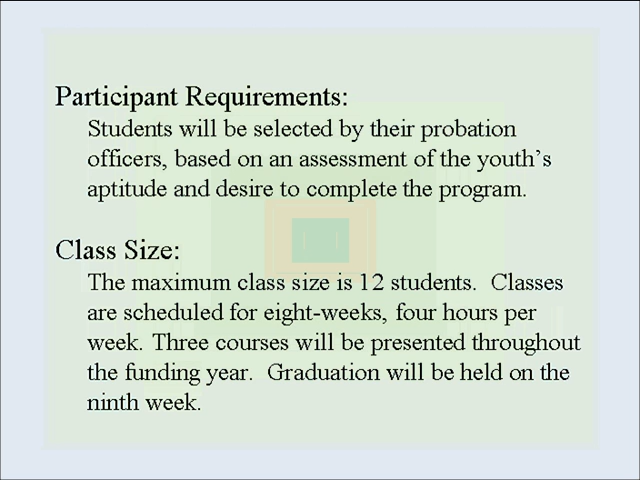 Participant Requirements:
Students will be selected by their probation
officers, based on an assessment of the youth’s
aptitude and desire to complete the program.
Class Size:
The maximum class size is 12 students.  Classes
are scheduled for eight-weeks, four hours per
week. Three courses will be presented throughout
the funding year.  Graduation will be held on the
ninth week.